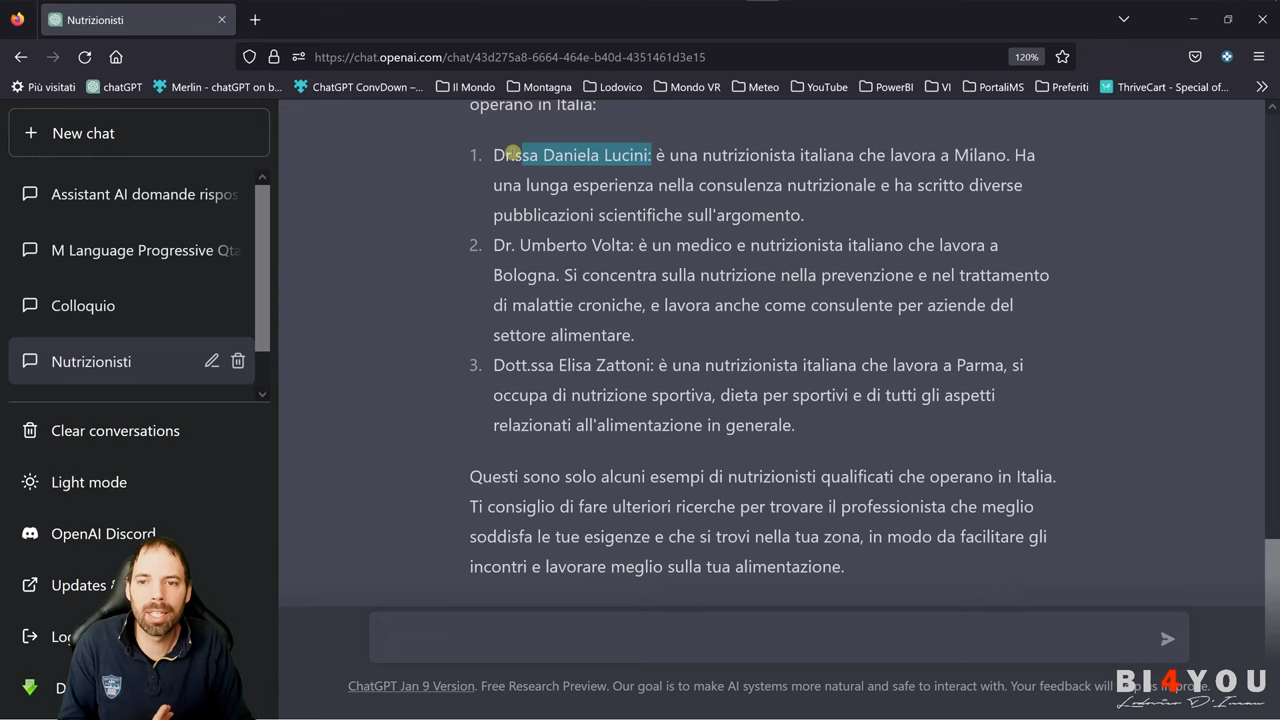 Nutrizionisti
https://chat.openai.com/chat/43d275a8-6664-464e-b40d-4351461d3e15
120%
Più visitati chatGPT Merlin - chatGPT on b... ChatGPT ConvDown –... Il Mondo Montagna Lodovico Mondo VR Meteo YouTube PowerBI VI PortaliMS Preferiti ThriveCart - Special of...
New chat
Assistant AI domande rispos
M Language Progressive Qta
Colloquio
Nutrizionisti
Clear conversations
Light mode
OpenAI Discord
Updates &
operano in Italia:
1. Dr.ssa Daniela Lucini: è una nutrizionista italiana che lavora a Milano. Ha
una lunga esperienza nella consulenza nutrizionale e ha scritto diverse
pubblicazioni scientifiche sull'argomento.
2. Dr. Umberto Volta: è un medico e nutrizionista italiano che lavora a
Bologna. Si concentra sulla nutrizione nella prevenzione e nel trattamento
di malattie croniche, e lavora anche come consulente per aziende del
settore alimentare.
3. Dott.ssa Elisa Zattoni: è una nutrizionista italiana che lavora a Parma, si
occupa di nutrizione sportiva, dieta per sportivi e di tutti gli aspetti
relazionati all'alimentazione in generale.
Questi sono solo alcuni esempi di nutrizionisti qualificati che operano in Italia.
Ti consiglio di fare ulteriori ricerche per trovare il professionista che meglio
soddisfa le tue esigenze e che si trovi nella tua zona, in modo da facilitare gli
incontri e lavorare meglio sulla tua alimentazione.
ChatGPT Jan 9 Version. Free Research Preview. Our goal is to make AI systems more natural and safe to interact with. Your feedback will
BI4YOU
Lodovico D'Incau